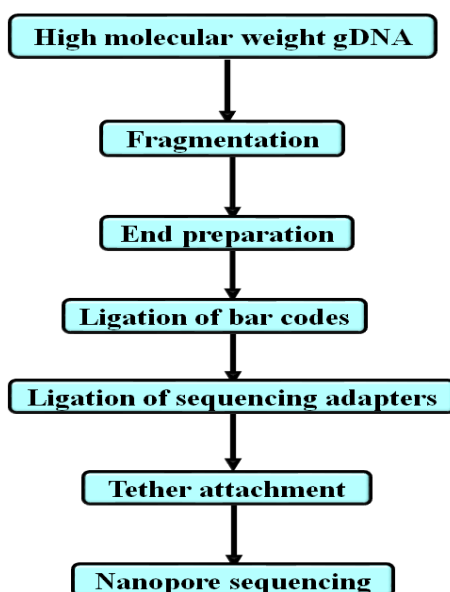 High molecular weight gDNA
Fragmentation
End preparation
Ligation of bar codes
Ligation of sequencing adapters
Tether attachment
Nanopore sequencing